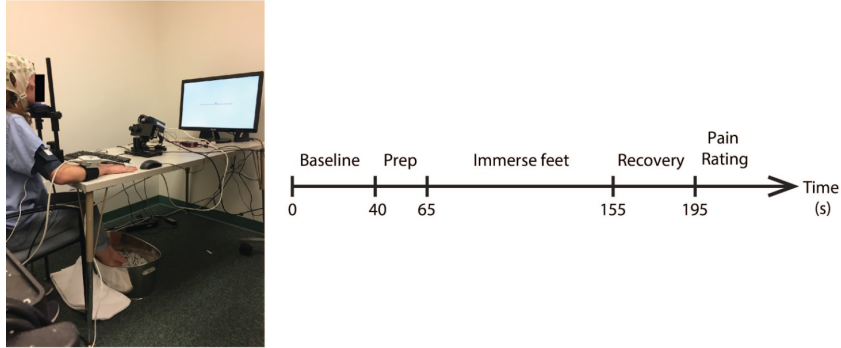 Pain
Baseline Prep Immerse feet Recovery Rating
Time
(s)
0 40 65 155 195